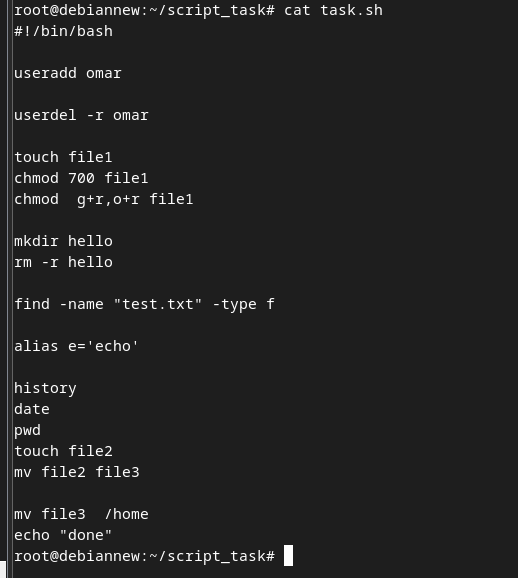 root@debiannew:~/script_task# cat task.sh
#!/bin/bash
useradd omar
userdel -r omar
touch file1
chmod 700 file1
chmod  g+r,o+r file1
mkdir hello
rm -r hello
find -name "test.txt" -type f
alias e='echo'
history
date
pwd
touch file2
mv file2 file3
mv file3  /home
echo "done"
root@debiannew:~/script_task#